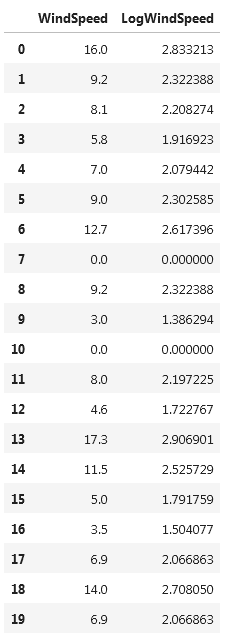 WindSpeed LogWindSpeed
0 16.0 2.833213
1 9.2 2.322388
2 8.1 2.208274
3 5.8 1.916923
4 7.0 2.079442
5 9.0 2.302585
6 12.7 2.617396
7 0.0 0.000000
8 9.2 2.322388
9 3.0 1.386294
10 0.0 0.000000
11 8.0 2.197225
12 4.6 1.722767
13 17.3 2.906901
14 11.5 2.525729
15 5.0 1.791759
16 3.5 1.504077
17 6.9 2.066863
18 14.0 2.708050
19 6.9 2.066863